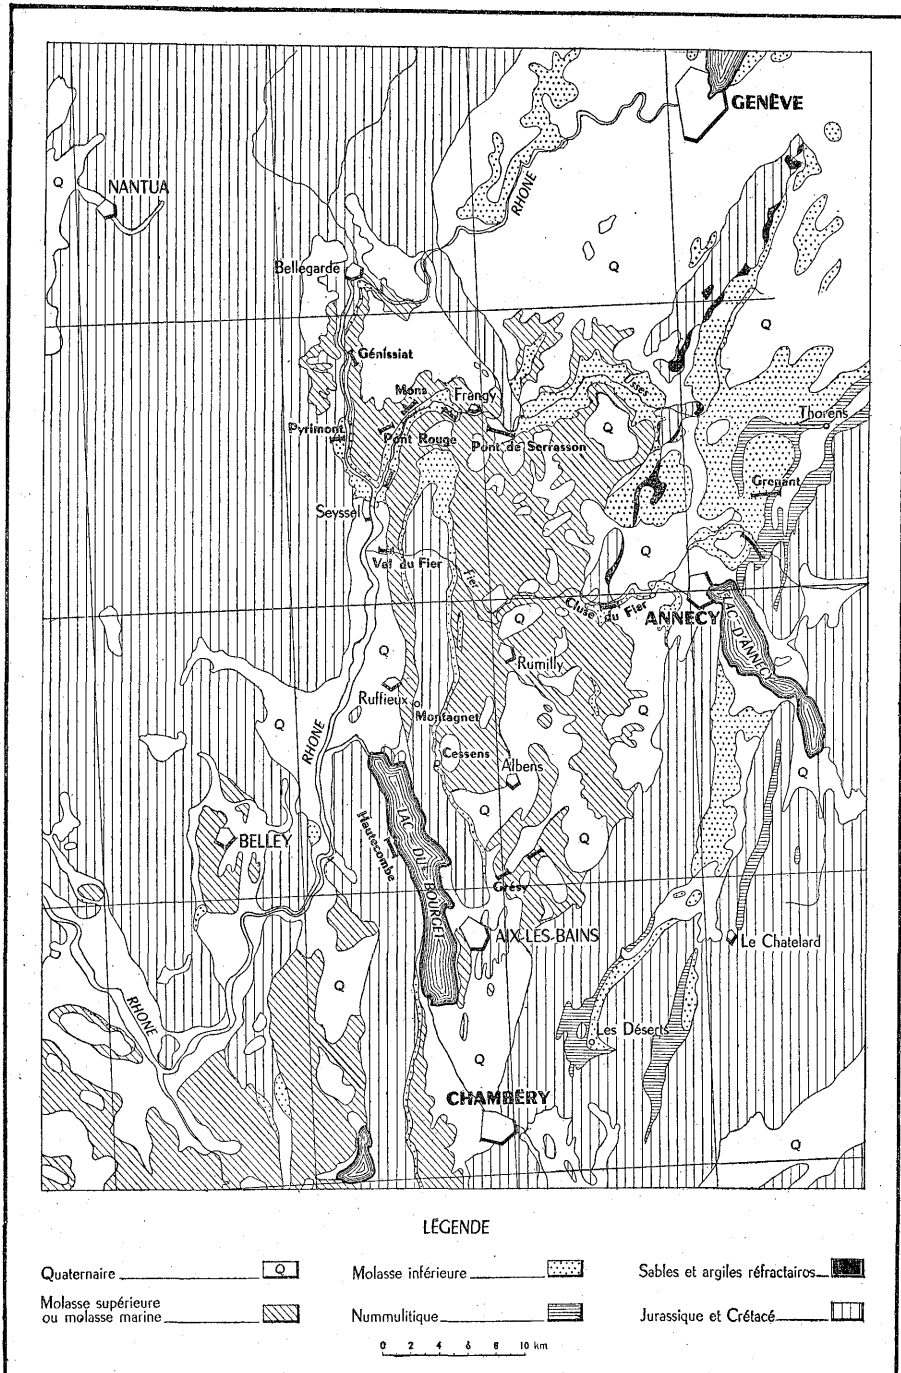 GENÊVE
RHONE
Q
NANTUA
Bellegarde
Q
Q
Génissiat
Usses
Mons
Frangy
Thorens
Pyrimont
Pont Rouge
Q
Pont de Serrasson
Grenant
Seyssel
Q
Val du Fier
Fier
Cluse du Fier
ANNECY
LAC D'ANNECY
Q
Q
Rumilly
Ruffieux
Montagnet
Q
Q
RHONE
Cessens
Albens
Q
Q
Q
BELLEY
Hautecombe
LAC DU BOURGET
Grésy
AIX-LES-BAINS
Le Chatelard
Q
RHONE
Les Déserts
Q
CHAMBÉRY
Q
LÉGENDE
Quaternaire Q
Molasse inférieure
Sables et argiles réfractairos
Molasse supérieure
ou molasse marine
Nummulitique
Jurassique et Crétacé
0 2 4 6 8 10 km